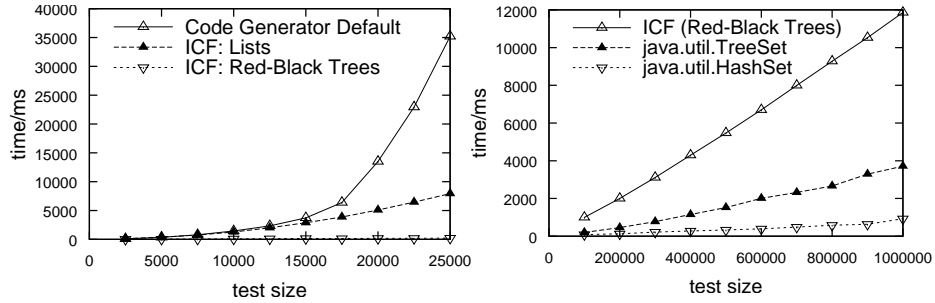 Code Generator Default
ICF: Lists
ICF: Red-Black Trees
time/ms
40000
35000
30000
25000
20000
15000
10000
5000
0
0
5000
10000
15000
20000
25000
test size
ICF (Red-Black Trees)
java.util.TreeSet
java.util.HashSet
time/ms
12000
10000
8000
6000
4000
2000
0
0
200000
400000
600000
800000
1000000
test size